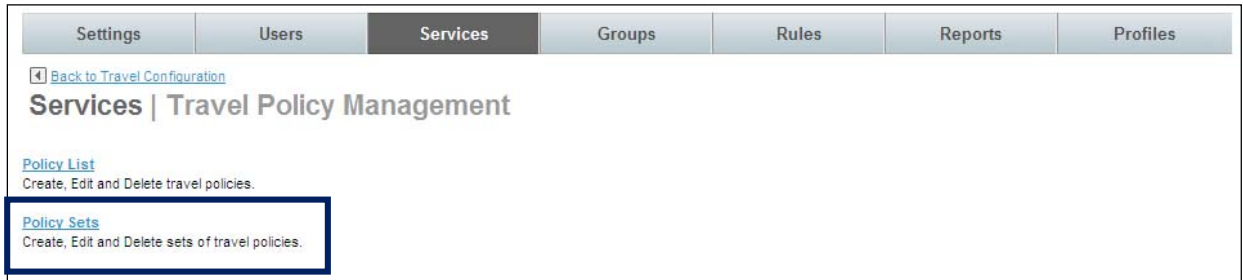 Settings Users Services Groups Rules Reports Profiles
Back to Travel Configuration
Services | Travel Policy Management
Policy List
Create, Edit and Delete travel policies.
Policy Sets
Create, Edit and Delete sets of travel policies.